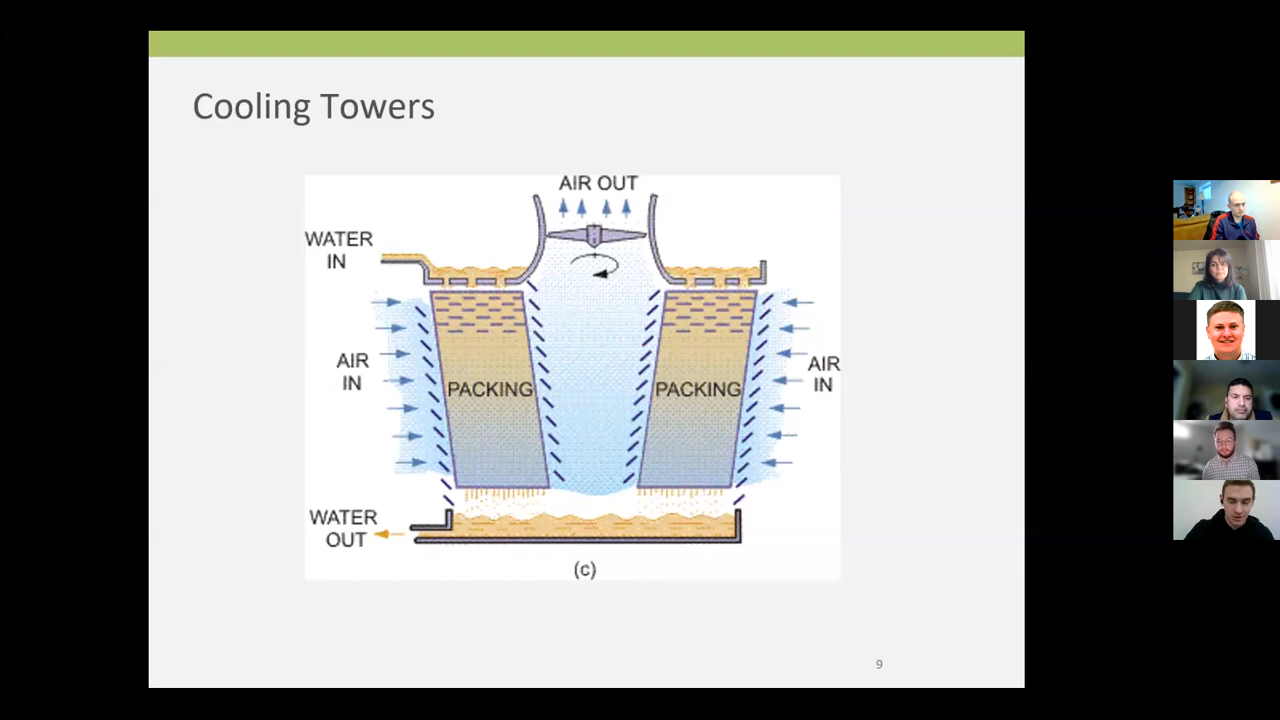 Cooling Towers
AIR OUT
WATER
IN
AIR
IN
PACKING
PACKING
AIR
IN
WATER
OUT
(c)
9